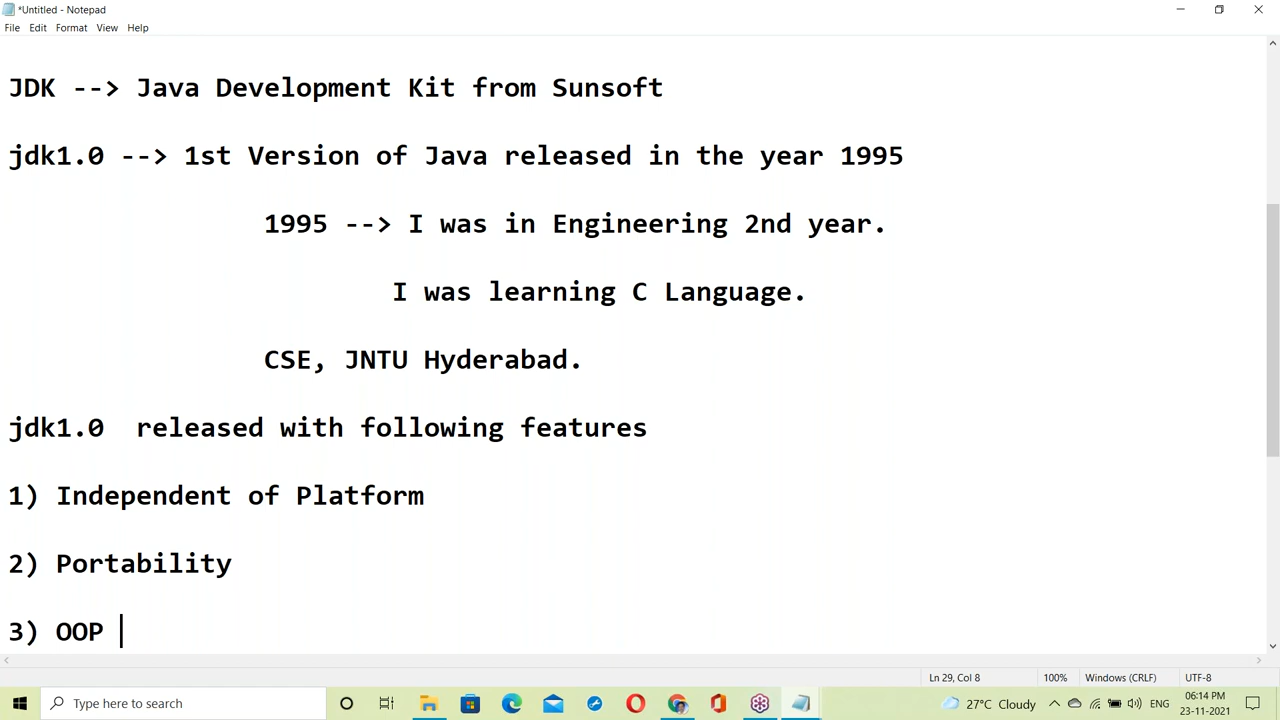 *Untitled - Notepad
File Edit Format View Help
JDK --> Java Development Kit from Sunsoft
jdk1.0 --> 1st Version of Java released in the year 1995
1995 --> I was in Engineering 2nd year.
I was learning C Language.
CSE, JNTU Hyderabad.
jdk1.0 released with following features
1) Independent of Platform
2) Portability
3) OOP
Ln 29, Col 8 100% Windows (CRLF) UTF-8
Type here to search 27°C Cloudy ENG 06:14 PM
23-11-2021